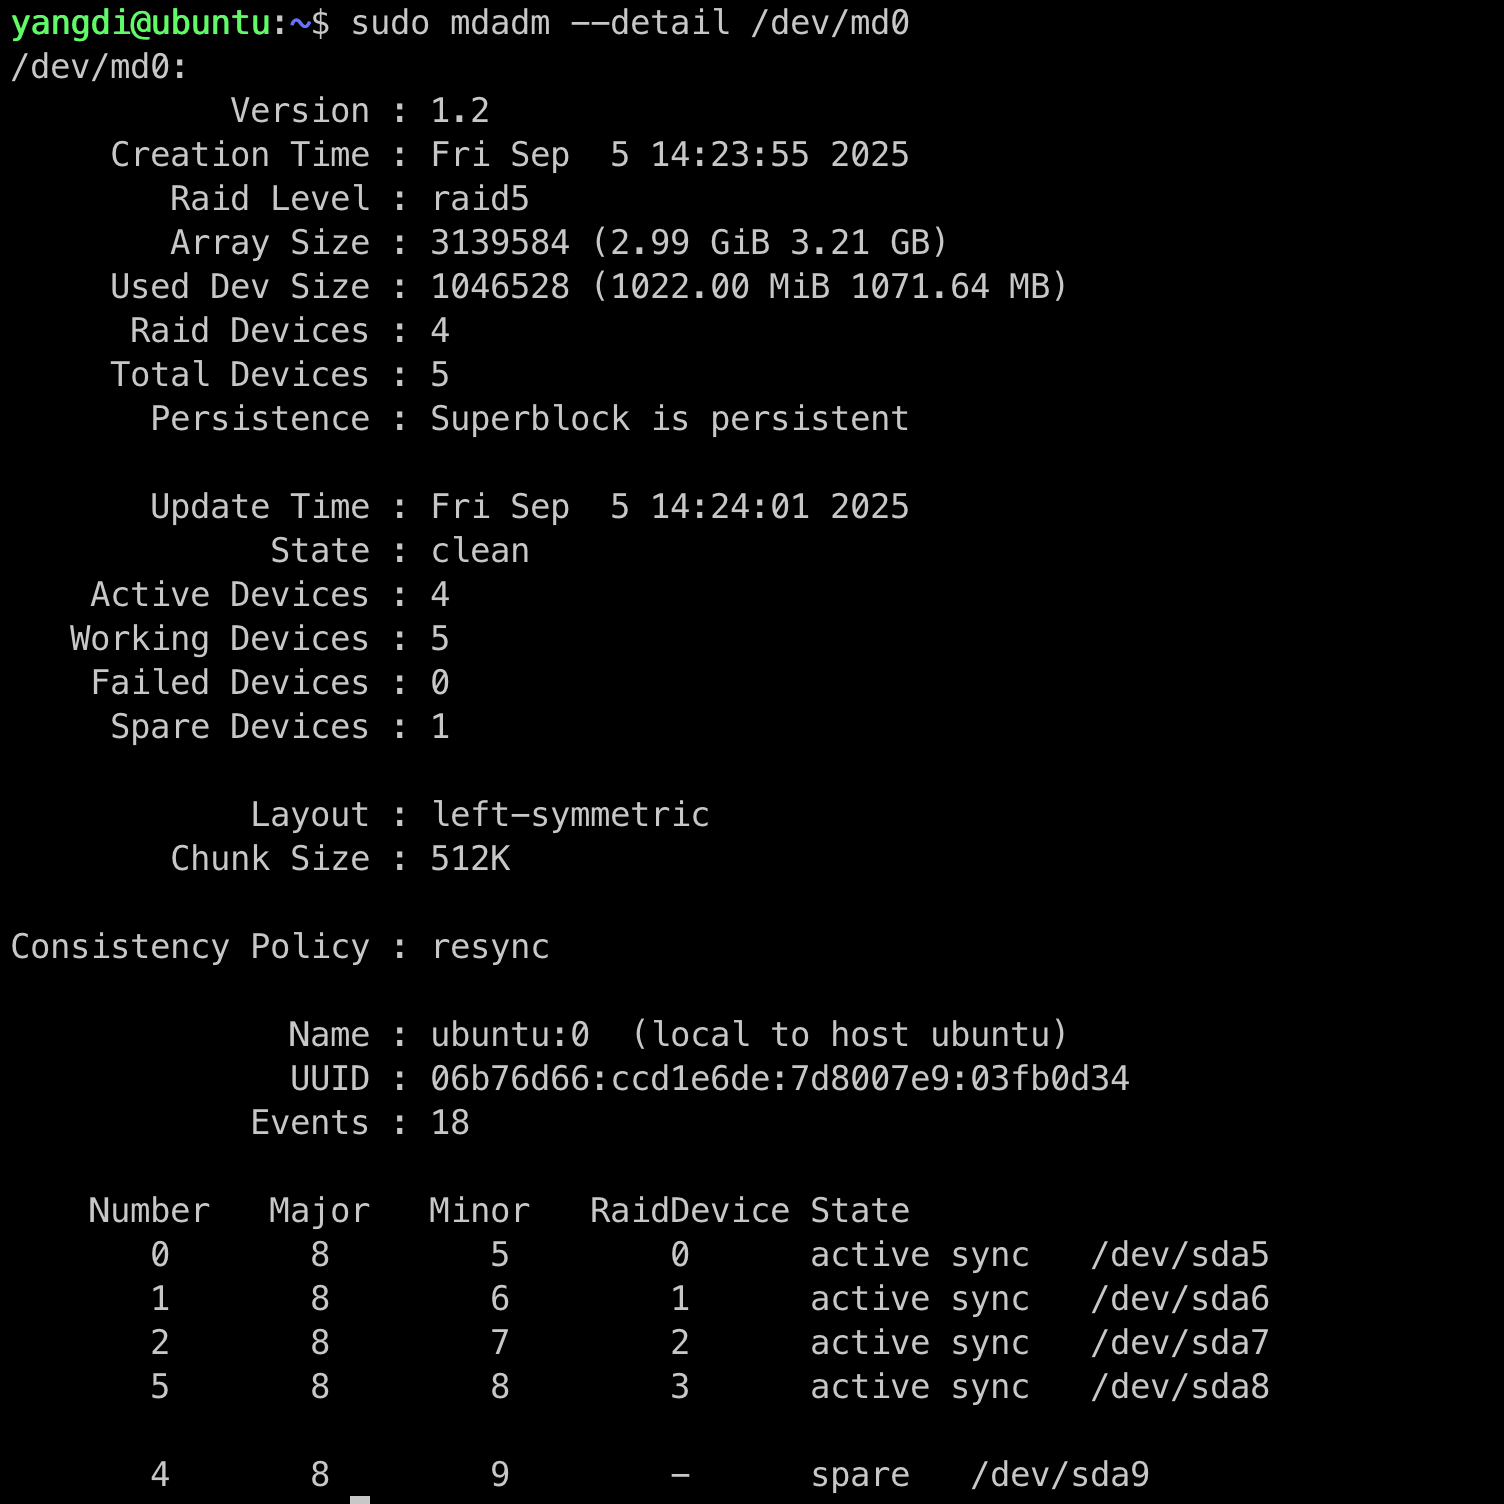 yangdi@ubuntu:~$ sudo mdadm --detail /dev/md0
/dev/md0:
           Version : 1.2
     Creation Time : Fri Sep  5 14:23:55 2025
        Raid Level : raid5
        Array Size : 3139584 (2.99 GiB 3.21 GB)
     Used Dev Size : 1046528 (1022.00 MiB 1071.64 MB)
      Raid Devices : 4
     Total Devices : 5
       Persistence : Superblock is persistent

       Update Time : Fri Sep  5 14:24:01 2025
             State : clean
    Active Devices : 4
   Working Devices : 5
    Failed Devices : 0
     Spare Devices : 1

            Layout : left-symmetric
        Chunk Size : 512K

Consistency Policy : resync

              Name : ubuntu:0  (local to host ubuntu)
              UUID : 06b76d66:ccd1e6de:7d8007e9:03fb0d34
            Events : 18

    Number   Major   Minor   RaidDevice State
       0       8        5        0      active sync   /dev/sda5
       1       8        6        1      active sync   /dev/sda6
       2       8        7        2      active sync   /dev/sda7
       5       8        8        3      active sync   /dev/sda8

       4       8        9        -      spare   /dev/sda9